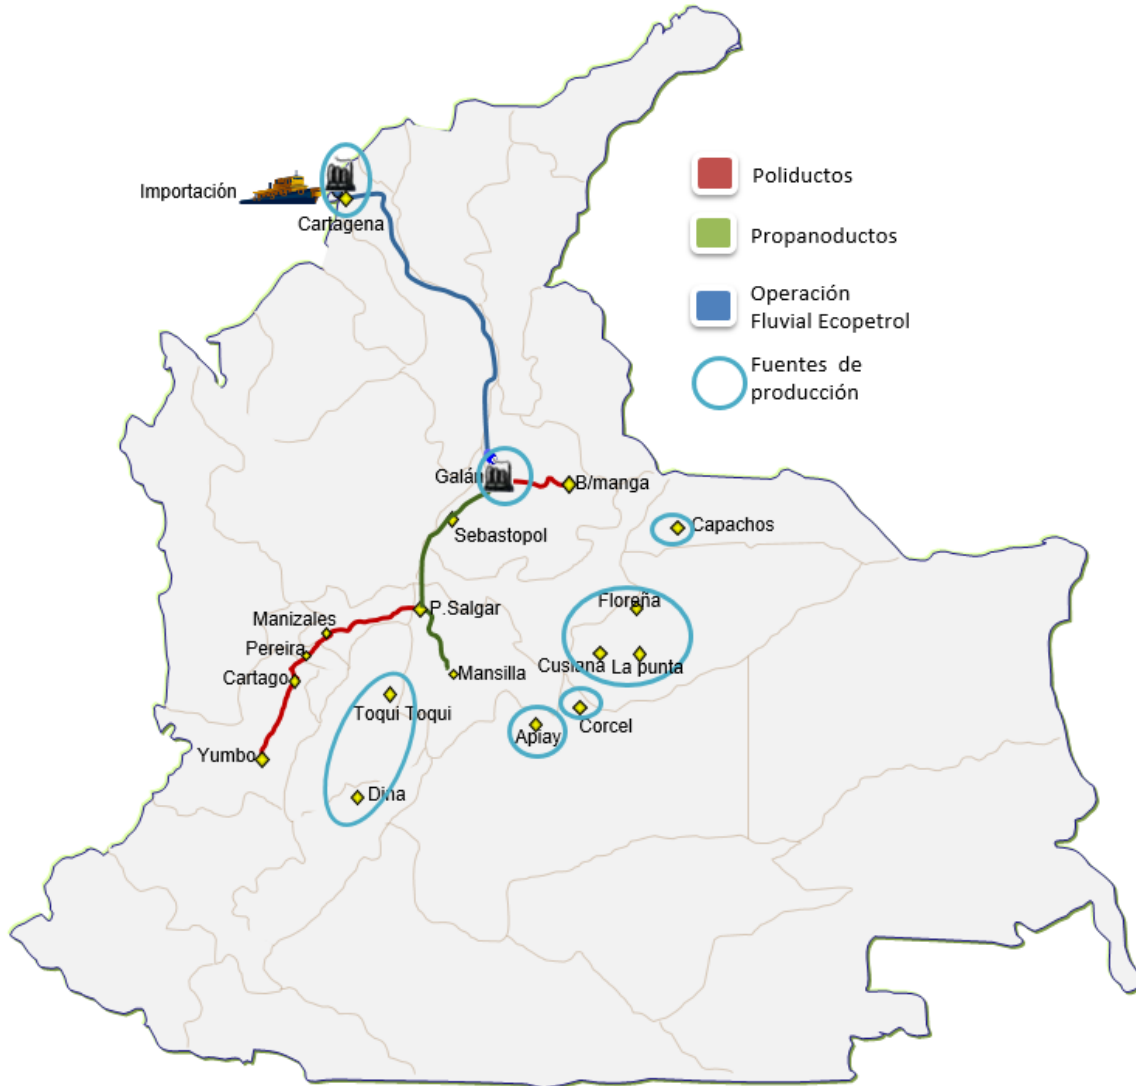 Importación
Cartagena
Poliductos
Propanoductos
Operación
Fluvial Ecopetrol
Fuentes de
producción
Galán
B/manga
Sebastopol
Capachos
P.Salgar
Floreña
Manizales
Pereira
Cusiana
La punta
Cartago
Mansilla
Toqui Toqui
Corcel
Apiay
Yumbo
Dina